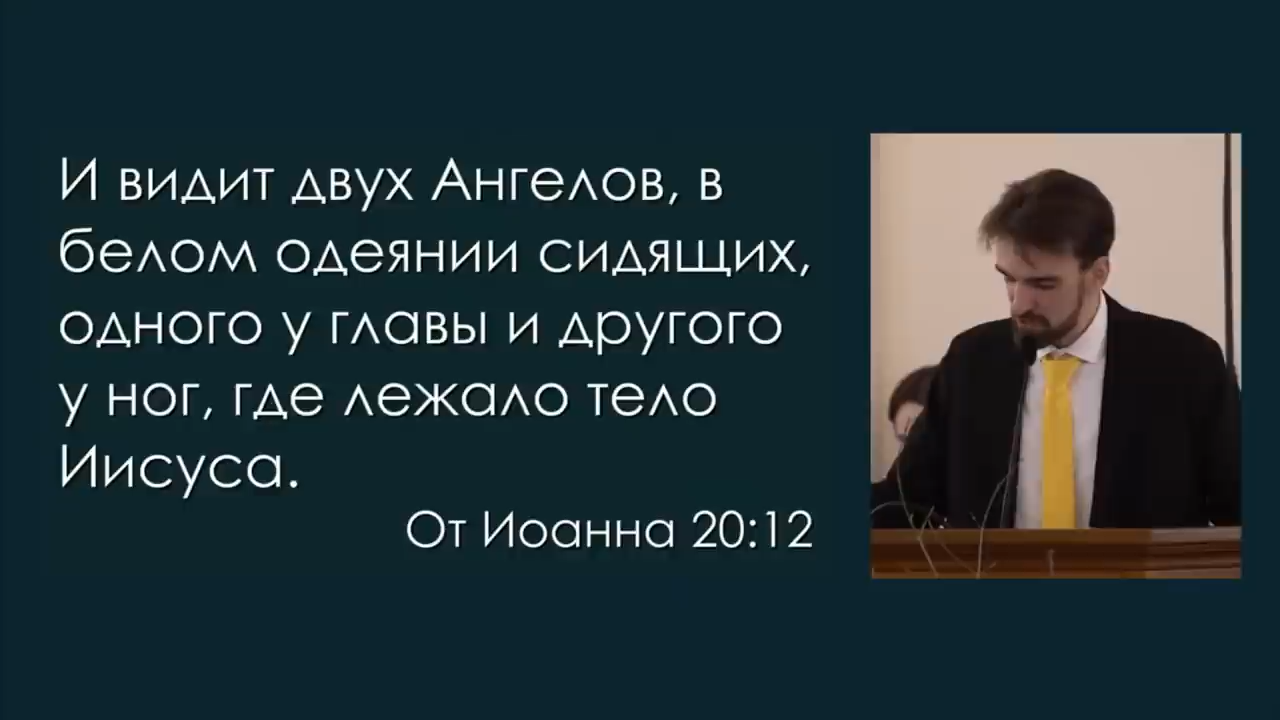 И видит двух Ангелов, в
белом одеянии сидящих,
одного у главы и другого
у ног, где лежало тело
Иисуса.
От Иоанна 20:12